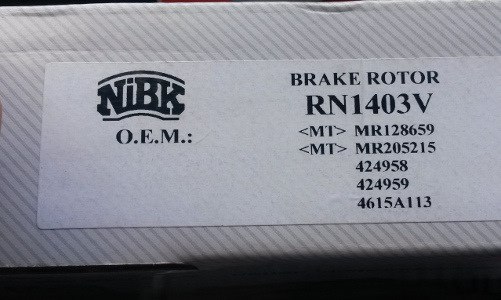 NiBK
BRAKE ROTOR
RN1403V
O.E.M.:
<MT> MR128659
<MT> MR205215
424958
424959
4615A113